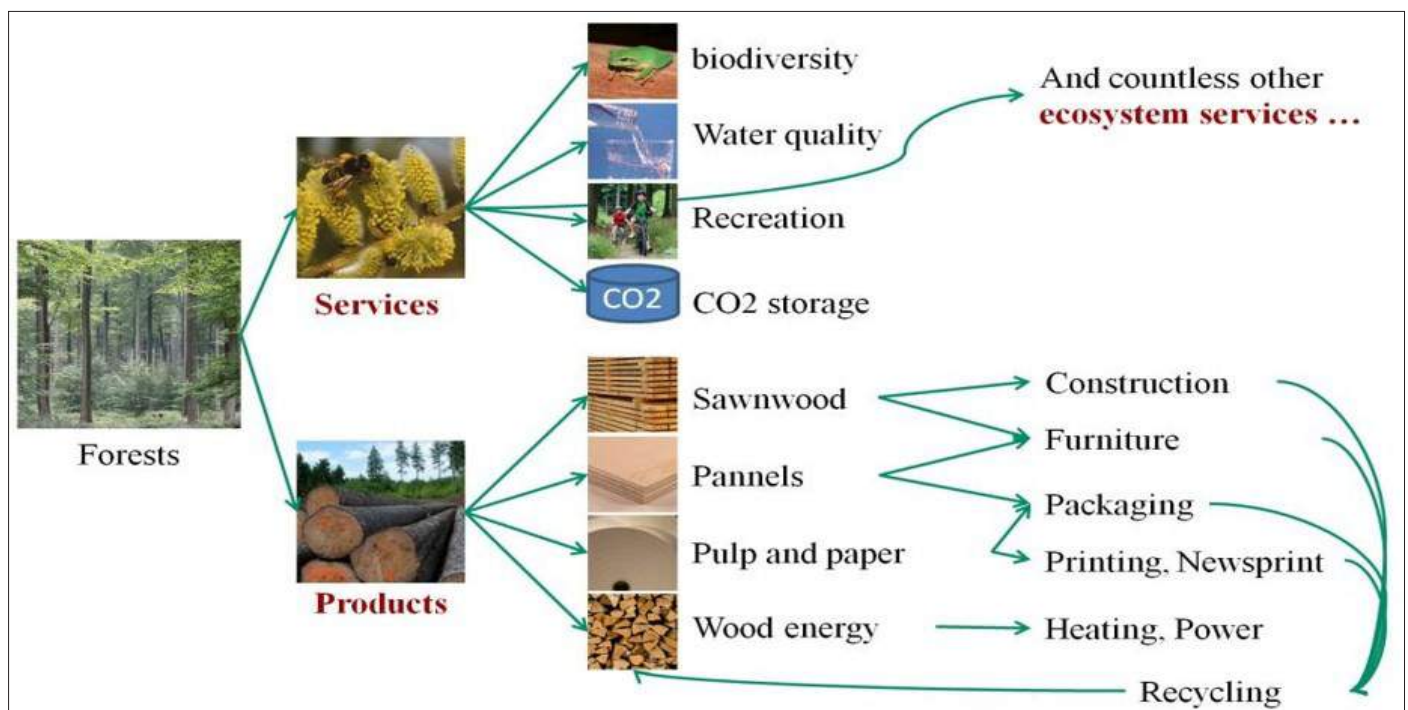 biodiversity
And countless other
ecosystem services ...
Water quality
Recreation
Services
CO2
CO2 storage
Forests
Sawnwood
Construction
Furniture
Pannels
Packaging
Pulp and paper
Printing, Newsprint
Products
Wood energy
Heating, Power
Recycling